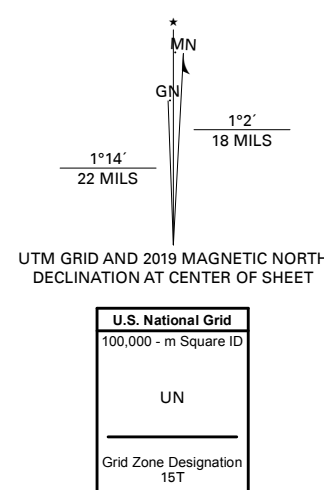 ★
MN
GN
1°2´
18 MILS
1°14´
22 MILS
UTM GRID AND 2019 MAGNETIC NORTH
DECLINATION AT CENTER OF SHEET
U.S. National Grid
100,000 - m Square ID
UN
Grid Zone Designation
15T